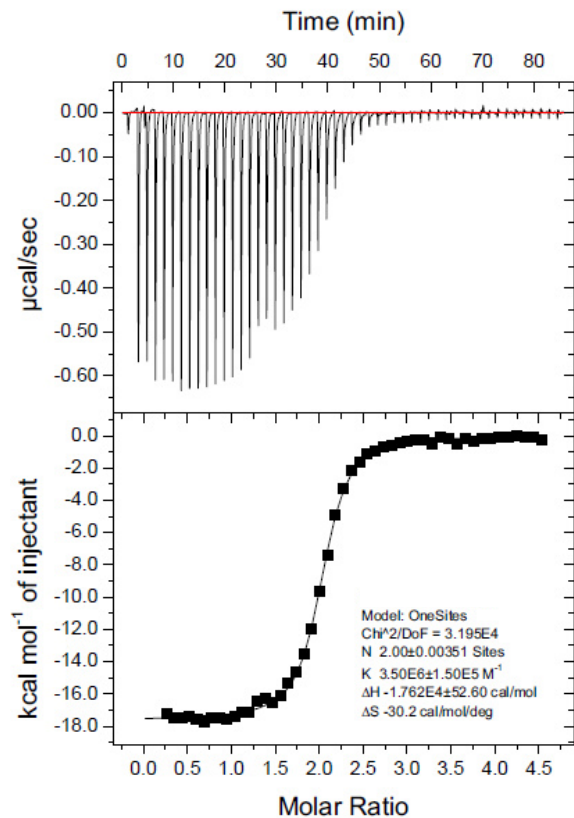 Time (min)
0 10 20 30 40 50 60 70 80
0.00
-0.10
-0.20
-0.30
-0.40
-0.50
-0.60
µcal/sec
0.0
-2.0
-4.0
-6.0
-8.0
-10.0
-12.0
-14.0
-16.0
-18.0
kcal mol⁻¹ of injectant
Model: OneSites
Chi^2/DoF = 3.195E4
N 2.00±0.00351 Sites
K 3.50E6±1.50E5 M⁻¹
ΔH -1.762E4±52.60 cal/mol
ΔS -30.2 cal/mol/deg
0.0 0.5 1.0 1.5 2.0 2.5 3.0 3.5 4.0 4.5
Molar Ratio